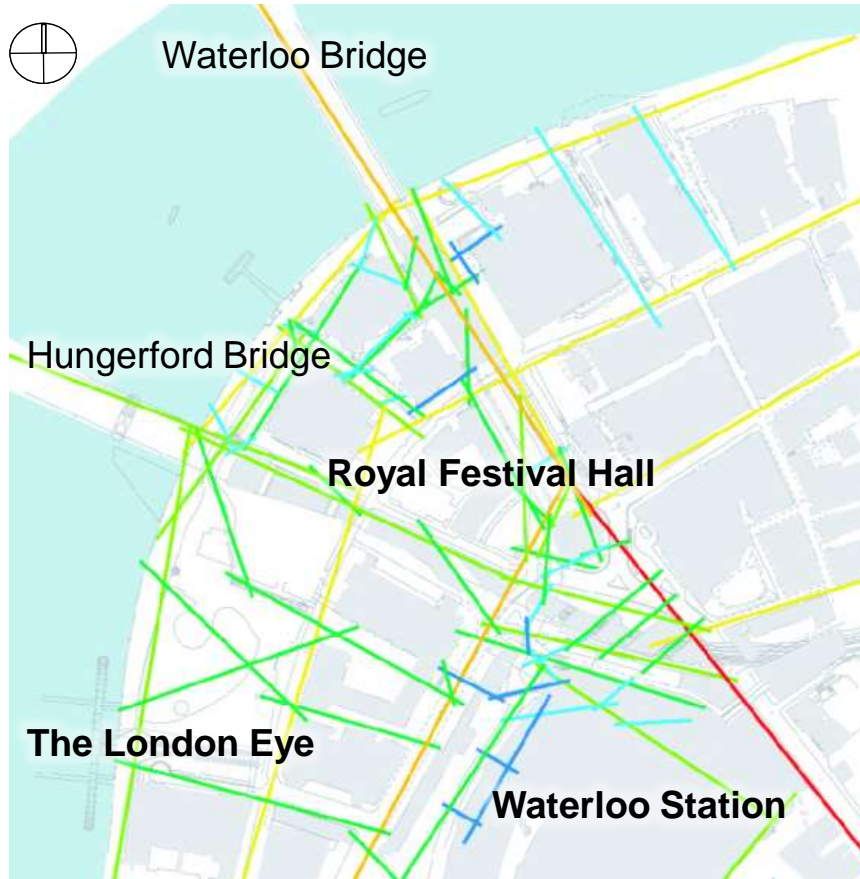 Waterloo Bridge
Hungerford Bridge
Royal Festival Hall
The London Eye
Waterloo Station